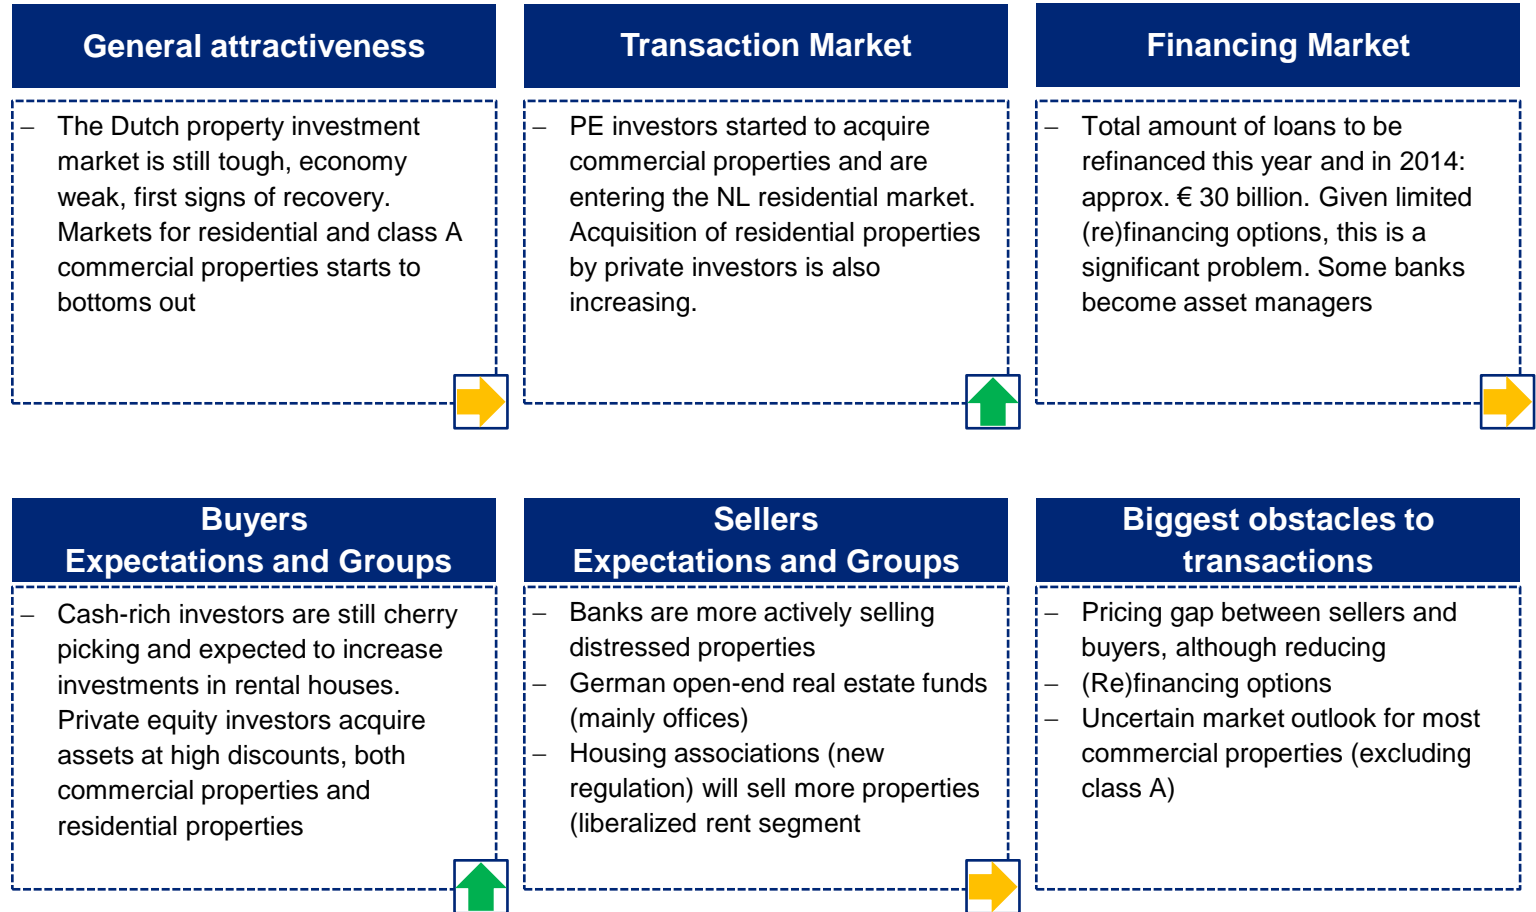 General attractiveness
– The Dutch property investment
market is still tough, economy
weak, first signs of recovery.
Markets for residential and class A
commercial properties starts to
bottoms out
Transaction Market
– PE investors started to acquire
commercial properties and are
entering the NL residential market.
Acquisition of residential properties
by private investors is also
increasing.
Financing Market
– Total amount of loans to be
refinanced this year and in 2014:
approx. € 30 billion. Given limited
(re)financing options, this is a
significant problem. Some banks
become asset managers
Buyers
Expectations and Groups
– Cash-rich investors are still cherry
picking and expected to increase
investments in rental houses.
Private equity investors acquire
assets at high discounts, both
commercial properties and
residential properties
Sellers
Expectations and Groups
– Banks are more actively selling
distressed properties
– German open-end real estate funds
(mainly offices)
– Housing associations (new
regulation) will sell more properties
(liberalized rent segment
Biggest obstacles to
transactions
– Pricing gap between sellers and
buyers, although reducing
– (Re)financing options
– Uncertain market outlook for most
commercial properties (excluding
class A)